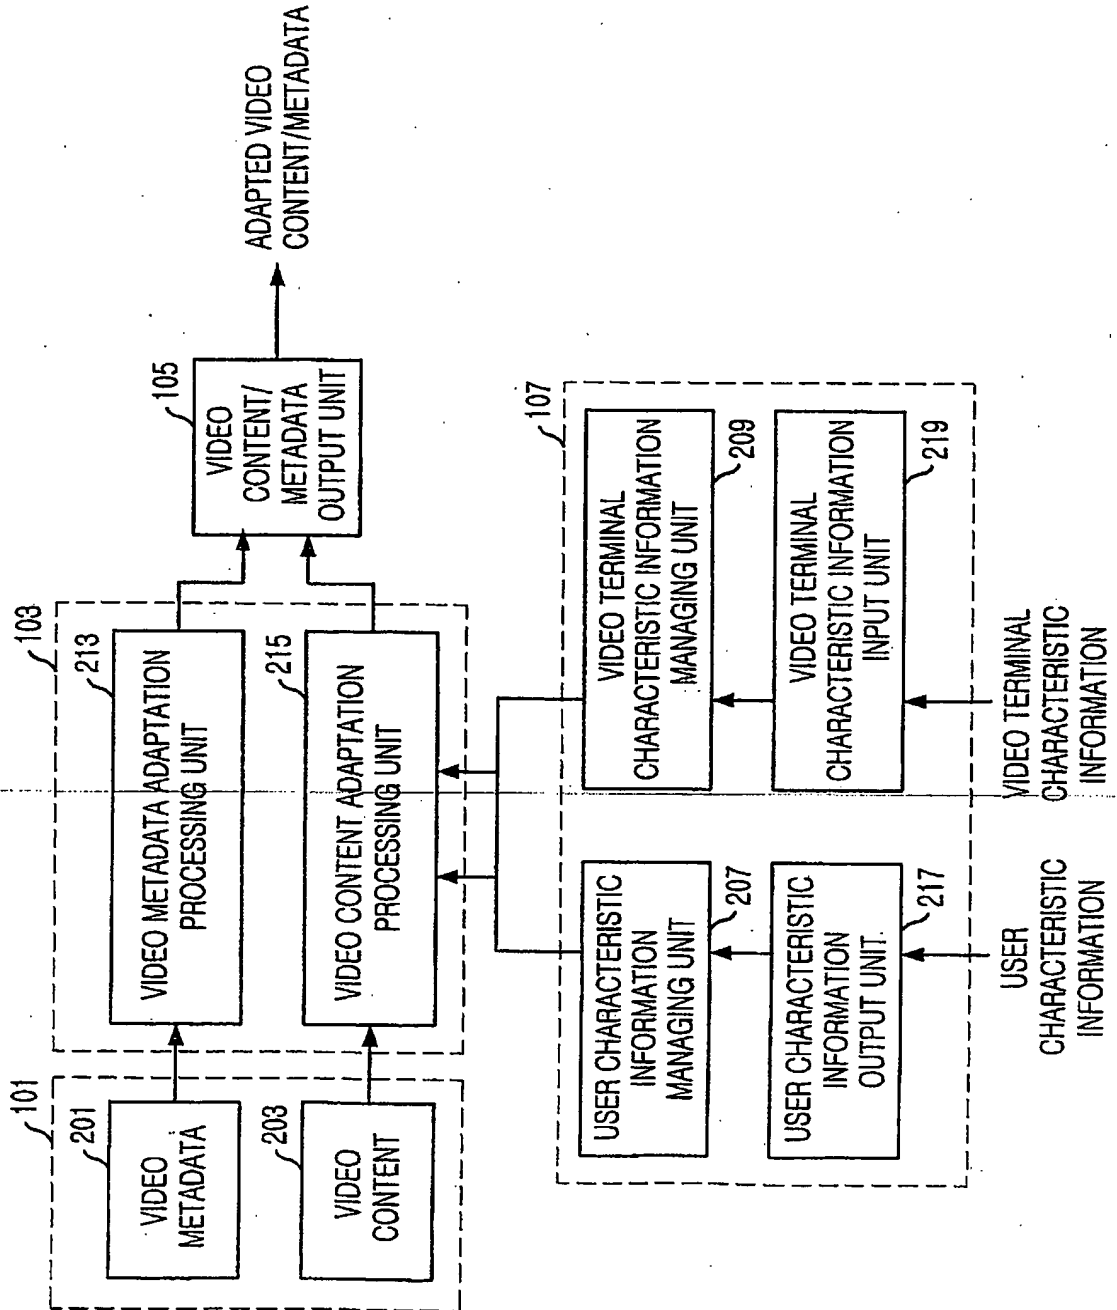 101
201
VIDEO
METADATA
203
VIDEO
CONTENT
103
213
VIDEO METADATA ADAPTATION
PROCESSING UNIT
215
VIDEO CONTENT ADAPTATION
PROCESSING UNIT
105
VIDEO
CONTENT/
METADATA
OUTPUT UNIT
ADAPTED VIDEO
CONTENT/METADATA
107
USER CHARACTERISTIC
INFORMATION
MANAGING UNIT
207
VIDEO TERMINAL
CHARACTERISTIC INFORMATION
MANAGING UNIT
209
USER CHARACTERISTIC
INFORMATION
OUTPUT UNIT.
217
VIDEO TERMINAL
CHARACTERISTIC INFORMATION
INPUT UNIT
219
USER
CHARACTERISTIC
INFORMATION
VIDEO TERMINAL
CHARACTERISTIC
INFORMATION